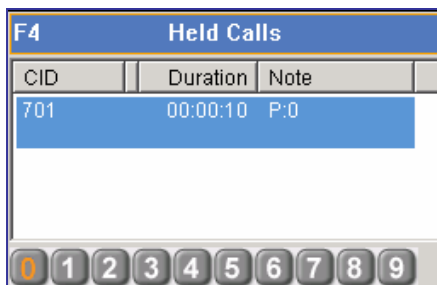 F4 Held Calls
CID Duration Note
701 00:00:10 P:0
0 1 2 3 4 5 6 7 8 9